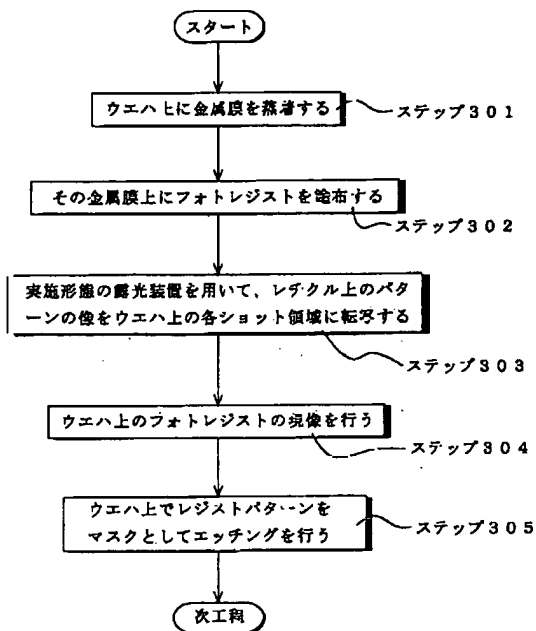 スタート
ウエハ上に金属膜を蒸着する
ステップ301
その金属膜上にフォトレジストを塗布する
ステップ302
実施形態の露光装置を用いて、レチクル上のパタ
ーンの像をウエハ上の各ショット領域に転写する
ステップ303
ウエハ上のフォトレジストの現像を行う
ステップ304
ウエハ上でレジストパターンを
マスクとしてエッチングを行う
ステップ305
次工程